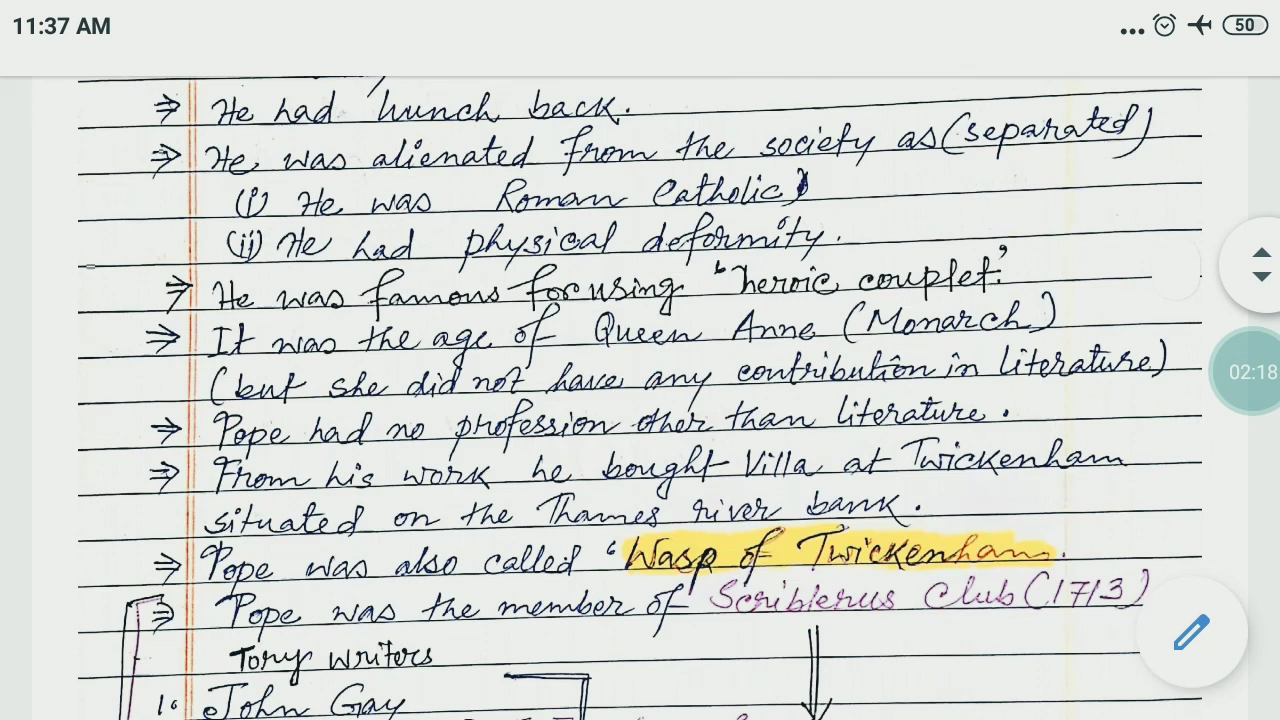 11:37 AM ... 50
⇒ He had hunch back.
⇒ He was alienated from the society as (separated)
(i) He was Roman Catholic)
(ii) He had physical deformity.
⇒ He was famous for using 'heroic couplet.'
⇒ It was the age of Queen Anne (Monarch)
(but she did not have any contribution in literature)
02:18
⇒ Pope had no profession other than literature.
⇒ From his work he bought Villa at Twickenham
situated on the Thames river bank.
⇒ Pope was also called 'Wasp of Twickenham.
⇒ Pope was the member of Scriblerus Club (1713)
Tory writers
1. John Gay